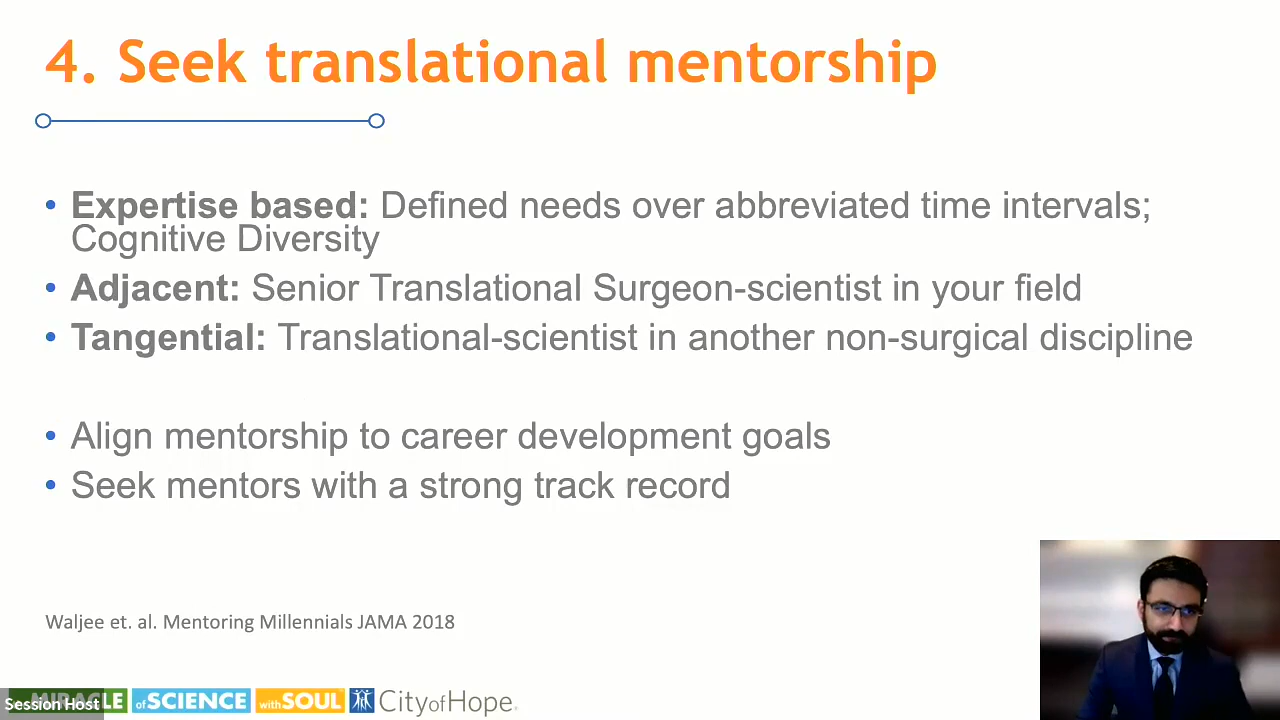 4. Seek translational mentorship
• Expertise based: Defined needs over abbreviated time intervals;
Cognitive Diversity
• Adjacent: Senior Translational Surgeon-scientist in your field
• Tangential: Translational-scientist in another non-surgical discipline
• Align mentorship to career development goals
• Seek mentors with a strong track record
Waljee et. al. Mentoring Millennials JAMA 2018
MIRACLE of SCIENCE with SOUL City of Hope.
Session Host